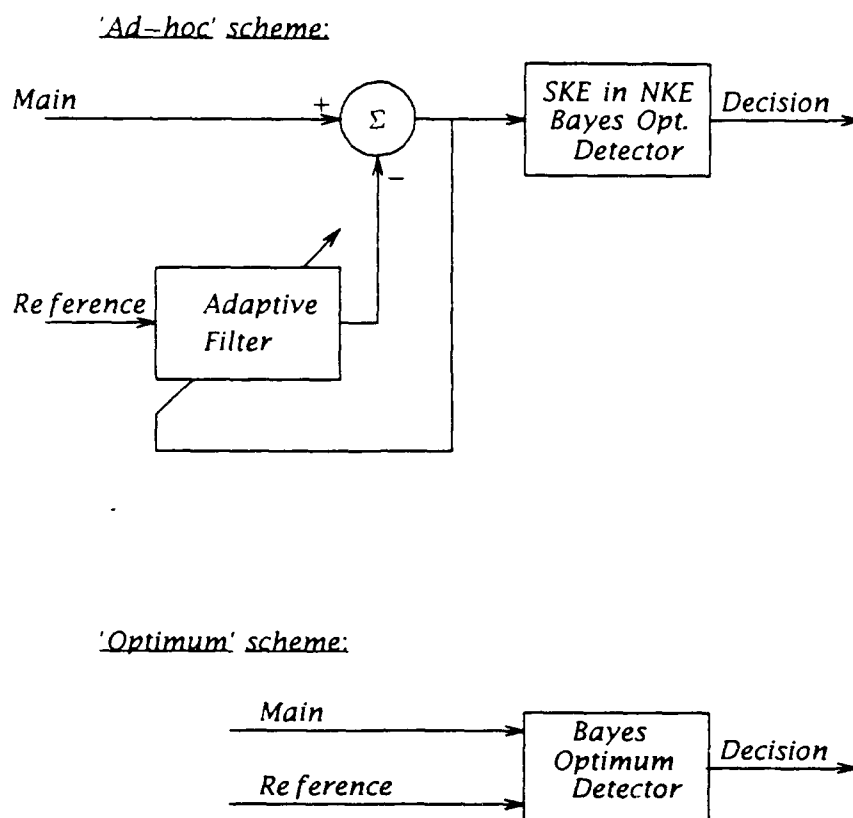 'Ad-hoc' scheme:
Main
+
Σ
SKE in NKE
Bayes Opt.
Detector
Decision
−
Reference
Adaptive
Filter
'Optimum' scheme:
Main
Reference
Bayes
Optimum
Detector
Decision